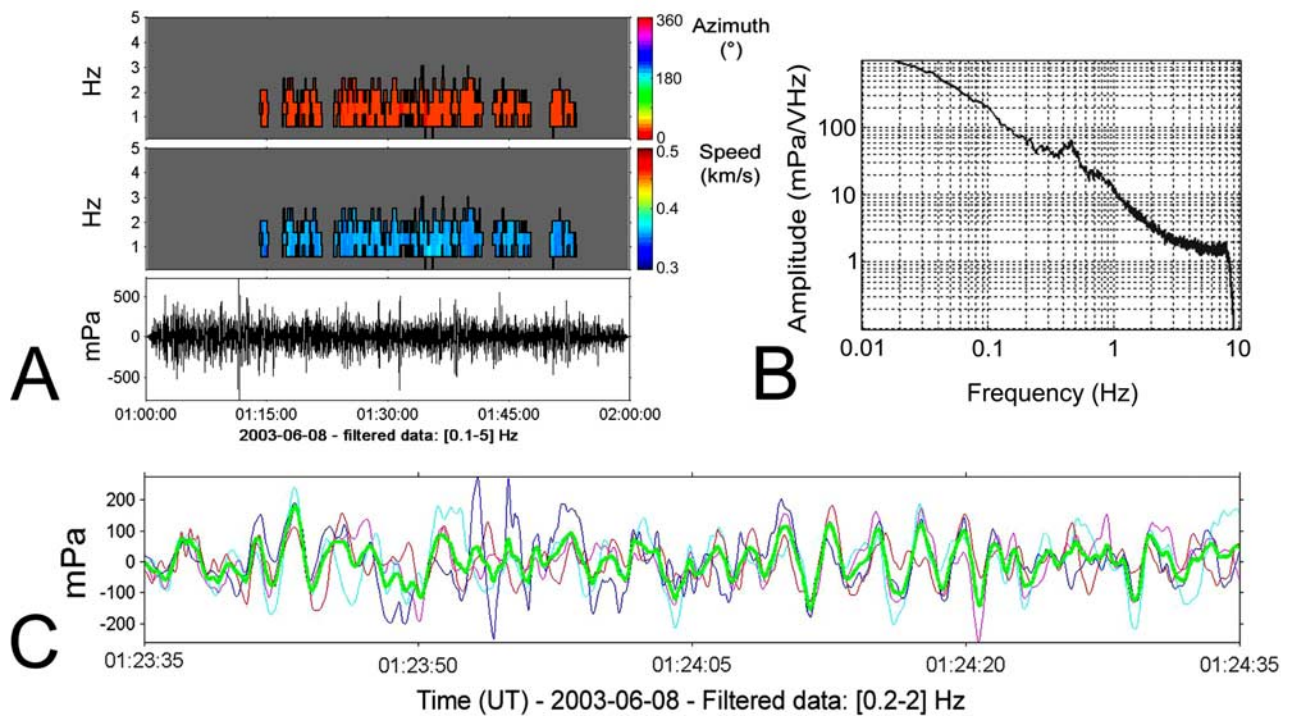 5
4
3
2
1
Hz
360
180
0
Azimuth
(°)
5
4
3
2
1
Hz
0.5
0.4
0.3
Speed
(km/s)
500
0
-500
mPa
01:00:00 01:15:00 01:30:00 01:45:00 02:00:00
2003-06-08 - filtered data: [0.1-5] Hz
A
Amplitude (mPa/VHz)
100
10
1
0.01 0.1 1 10
Frequency (Hz)
B
200
100
0
-100
-200
mPa
C
01:23:35 01:23:50 01:24:05 01:24:20 01:24:35
Time (UT) - 2003-06-08 - Filtered data: [0.2-2] Hz